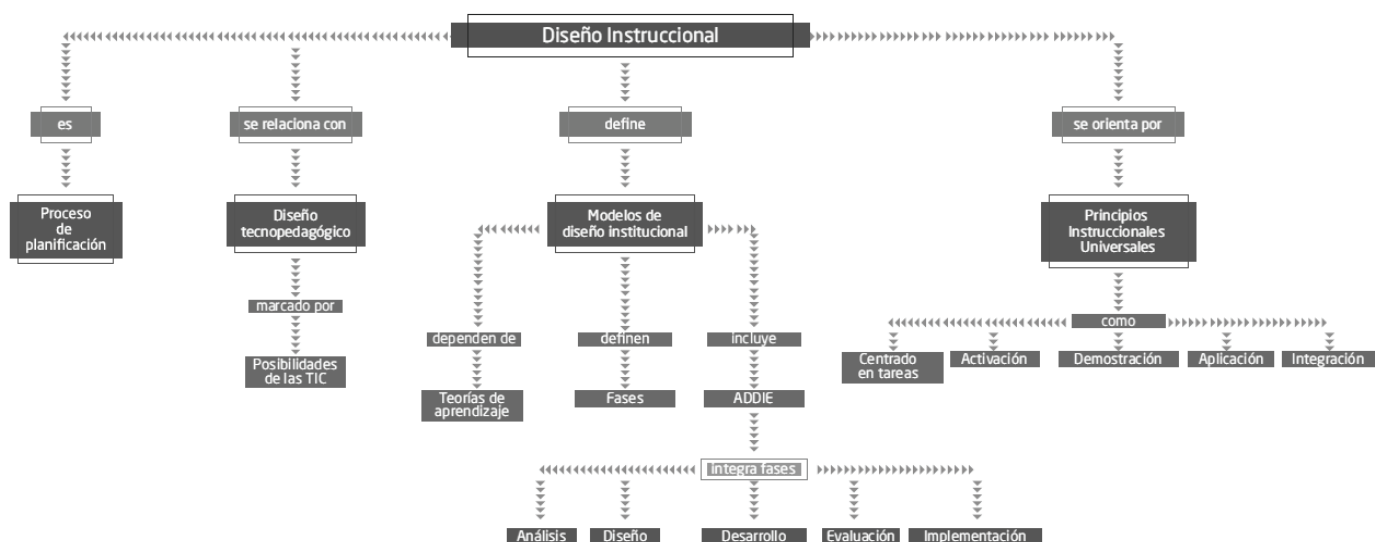 Diseño Instruccional
es
se relaciona con
define
se orienta por
Proceso
de
planificación
Diseño
tecnopedagógico
Modelos de
diseño institucional
Principios
Instruccionales
Universales
marcado por
Posibilidades
de las TIC
dependen de
definen
incluye
como
Teorías de
aprendizaje
Fases
ADDIE
Centrado
en tareas
Activación
Demostración
Aplicación
Integración
integra fases
Análisis
Diseño
Desarrollo
Evaluación
Implementación